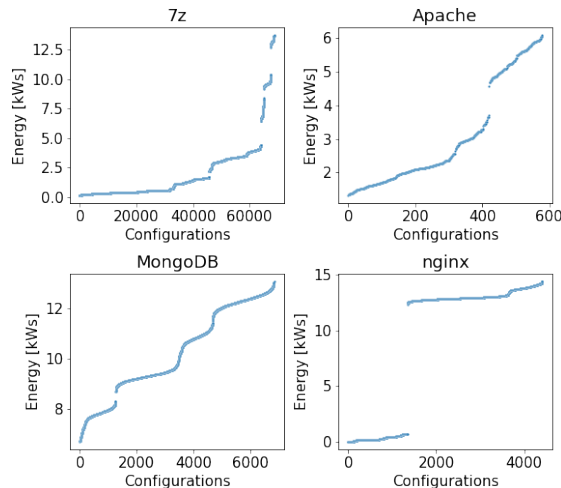 7z
Energy [kWs]
12.5
10.0
7.5
5.0
2.5
0.0
0 20000 40000 60000
Configurations
Apache
Energy [kWs]
6
5
4
3
2
0 200 400 600
Configurations
MongoDB
Energy [kWs]
12
10
8
0 2000 4000 6000
Configurations
nginx
Energy [kWs]
15
10
5
0
0 2000 4000
Configurations